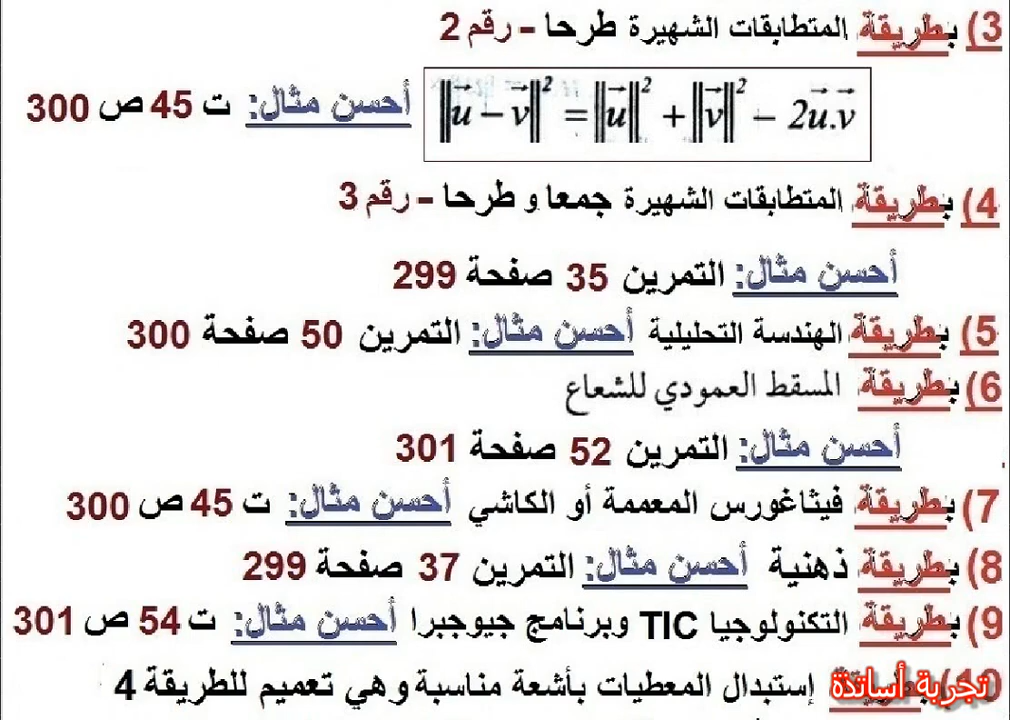 3) بطريقة المتطابقات الشهيرة طرحا - رقم 2
‖u⃗ − v⃗‖² = ‖u⃗‖² + ‖v⃗‖² − 2u⃗.v⃗ أحسن مثال: ت 45 ص 300
4) بطريقة المتطابقات الشهيرة جمعا و طرحا - رقم 3
أحسن مثال: التمرين 35 صفحة 299
5) بطريقة الهندسة التحليلية أحسن مثال: التمرين 50 صفحة 300
6) بطريقة المسقط العمودي للشعاع
أحسن مثال: التمرين 52 صفحة 301
7) بطريقة فيثاغورس المعممة أو الكاشي أحسن مثال: ت 45 ص 300
8) بطريقة ذهنية أحسن مثال: التمرين 37 صفحة 299
9) بطريقة التكنولوجيا TIC وبرنامج جيوجبرا أحسن مثال: ت 54 ص 301
10) بطريقة إستبدال المعطيات بأشعة مناسبة وهي تعميم للطريقة 4
تجربة أساتذة